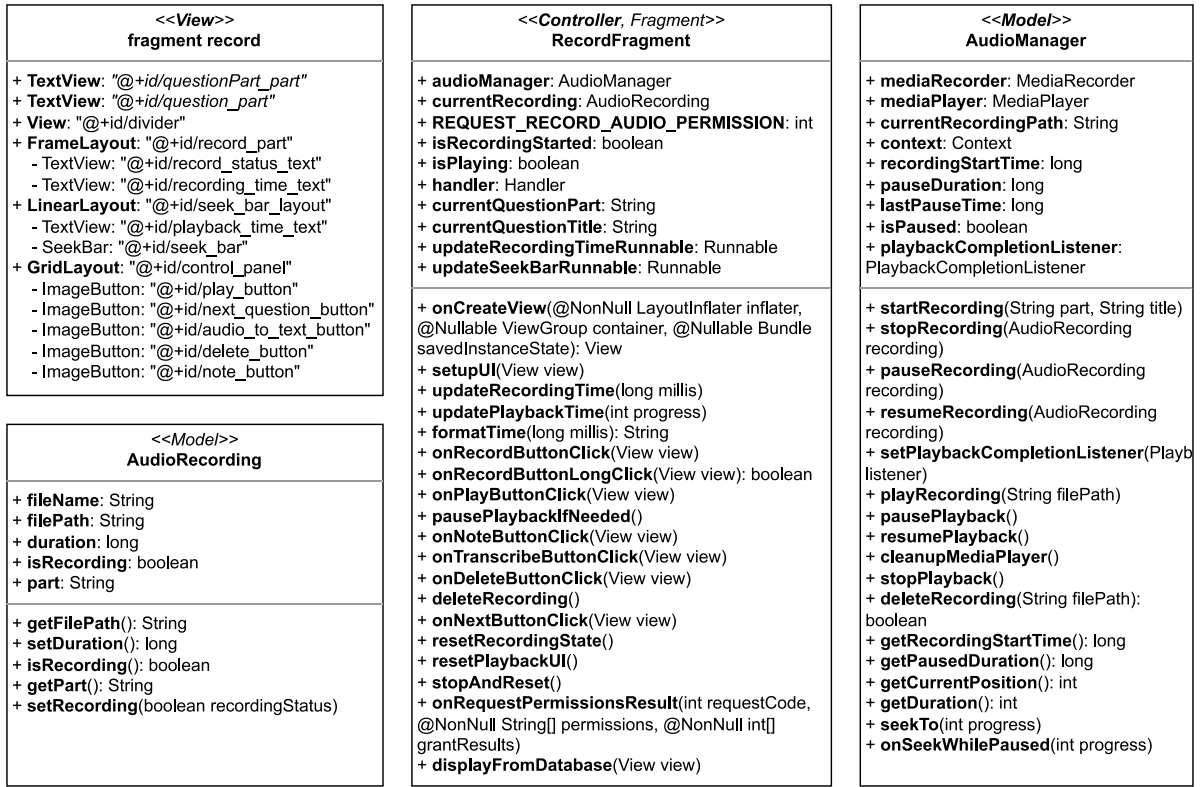 <<View>>
fragment record
+ TextView: "@+id/questionPart_part"
+ TextView: "@+id/question_part"
+ View: "@+id/divider"
+ FrameLayout: "@+id/record_part"
- TextView: "@+id/record_status_text"
- TextView: "@+id/recording_time_text"
+ LinearLayout: "@+id/seek_bar_layout"
- TextView: "@+id/playback_time_text"
- SeekBar: "@+id/seek_bar"
+ GridLayout: "@+id/control_panel"
- ImageButton: "@+id/play_button"
- ImageButton: "@+id/next_question_button"
- ImageButton: "@+id/audio_to_text_button"
- ImageButton: "@+id/delete_button"
- ImageButton: "@+id/note_button"
<<Model>>
AudioRecording
+ fileName: String
+ filePath: String
+ duration: long
+ isRecording: boolean
+ part: String
+ getFilePath(): String
+ setDuration(): long
+ isRecording(): boolean
+ getPart(): String
+ setRecording(boolean recordingStatus)
<<Controller, Fragment>>
RecordFragment
+ audioManager: AudioManager
+ currentRecording: AudioRecording
+ REQUEST_RECORD_AUDIO_PERMISSION: int
+ isRecordingStarted: boolean
+ isPlaying: boolean
+ handler: Handler
+ currentQuestionPart: String
+ currentQuestionTitle: String
+ updateRecordingTimeRunnable: Runnable
+ updateSeekBarRunnable: Runnable
+ onCreateView(@NonNull LayoutInflater inflater,
@Nullable ViewGroup container, @Nullable Bundle
savedInstanceState): View
+ setupUI(View view)
+ updateRecordingTime(long millis)
+ updatePlaybackTime(int progress)
+ formatTime(long millis): String
+ onRecordButtonClick(View view)
+ onRecordButtonLongClick(View view): boolean
+ onPlayButtonClick(View view)
+ pausePlaybackIfNeeded()
+ onNoteButtonClick(View view)
+ onTranscribeButtonClick(View view)
+ onDeleteButtonClick(View view)
+ deleteRecording()
+ onNextButtonClick(View view)
+ resetRecordingState()
+ resetPlaybackUI()
+ stopAndReset()
+ onRequestPermissionsResult(int requestCode,
@NonNull String[] permissions, @NonNull int[]
grantResults)
+ displayFromDatabase(View view)
<<Model>>
AudioManager
+ mediaRecorder: MediaRecorder
+ mediaPlayer: MediaPlayer
+ currentRecordingPath: String
+ context: Context
+ recordingStartTime: long
+ pauseDuration: long
+ lastPauseTime: long
+ isPaused: boolean
+ playbackCompletionListener:
PlaybackCompletionListener
+ startRecording(String part, String title)
+ stopRecording(AudioRecording
recording)
+ pauseRecording(AudioRecording
recording)
+ resumeRecording(AudioRecording
recording)
+ setPlaybackCompletionListener(Playb
listener)
+ playRecording(String filePath)
+ pausePlayback()
+ resumePlayback()
+ cleanupMediaPlayer()
+ stopPlayback()
+ deleteRecording(String filePath):
boolean
+ getRecordingStartTime(): long
+ getPausedDuration(): long
+ getCurrentPosition(): int
+ getDuration(): int
+ seekTo(int progress)
+ onSeekWhilePaused(int progress)